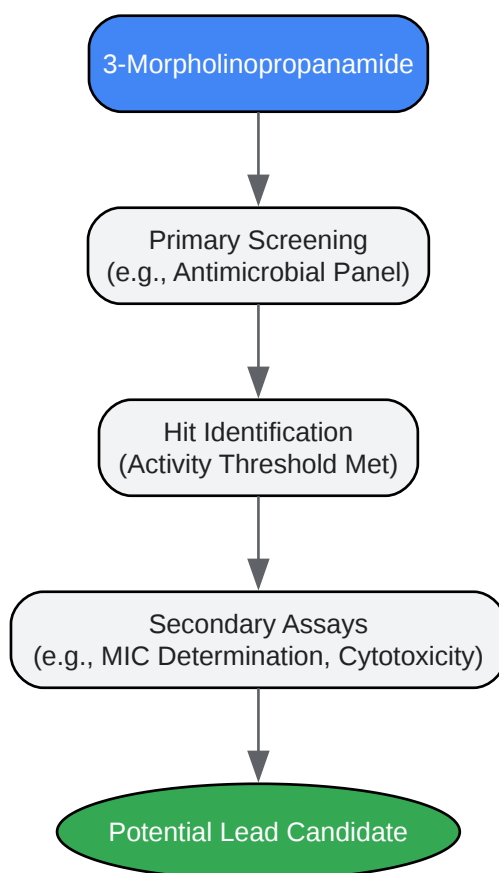 3-Morpholinopropanamide
Primary Screening
(e.g., Antimicrobial Panel)
Hit Identification
(Activity Threshold Met)
Secondary Assays
(e.g., MIC Determination, Cytotoxicity)
Potential Lead Candidate